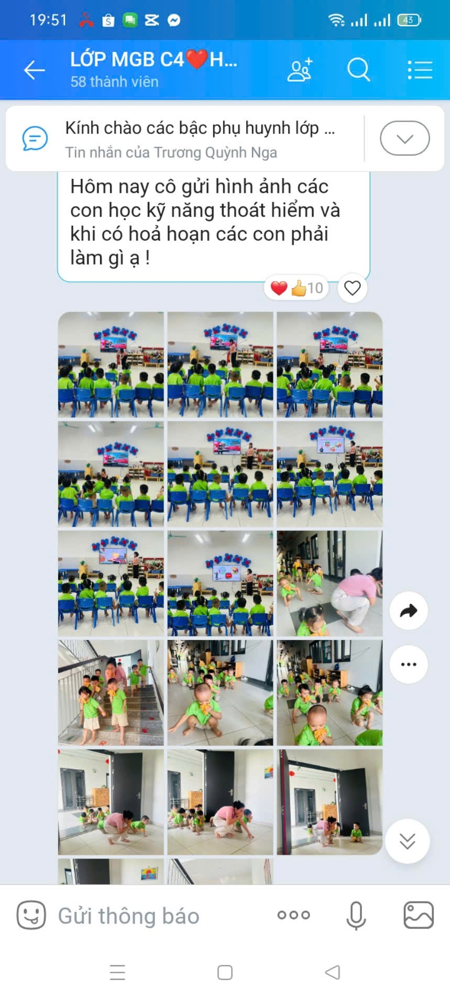 19:51
43
LỚP MGB C4❤️H...
58 thành viên
Kính chào các bậc phụ huynh lớp ...
Tin nhắn của Trương Quỳnh Nga
Hôm nay cô gửi hình ảnh các
con học kỹ năng thoát hiểm và
khi có hoả hoạn các con phải
làm gì ạ !
10
Gửi thông báo